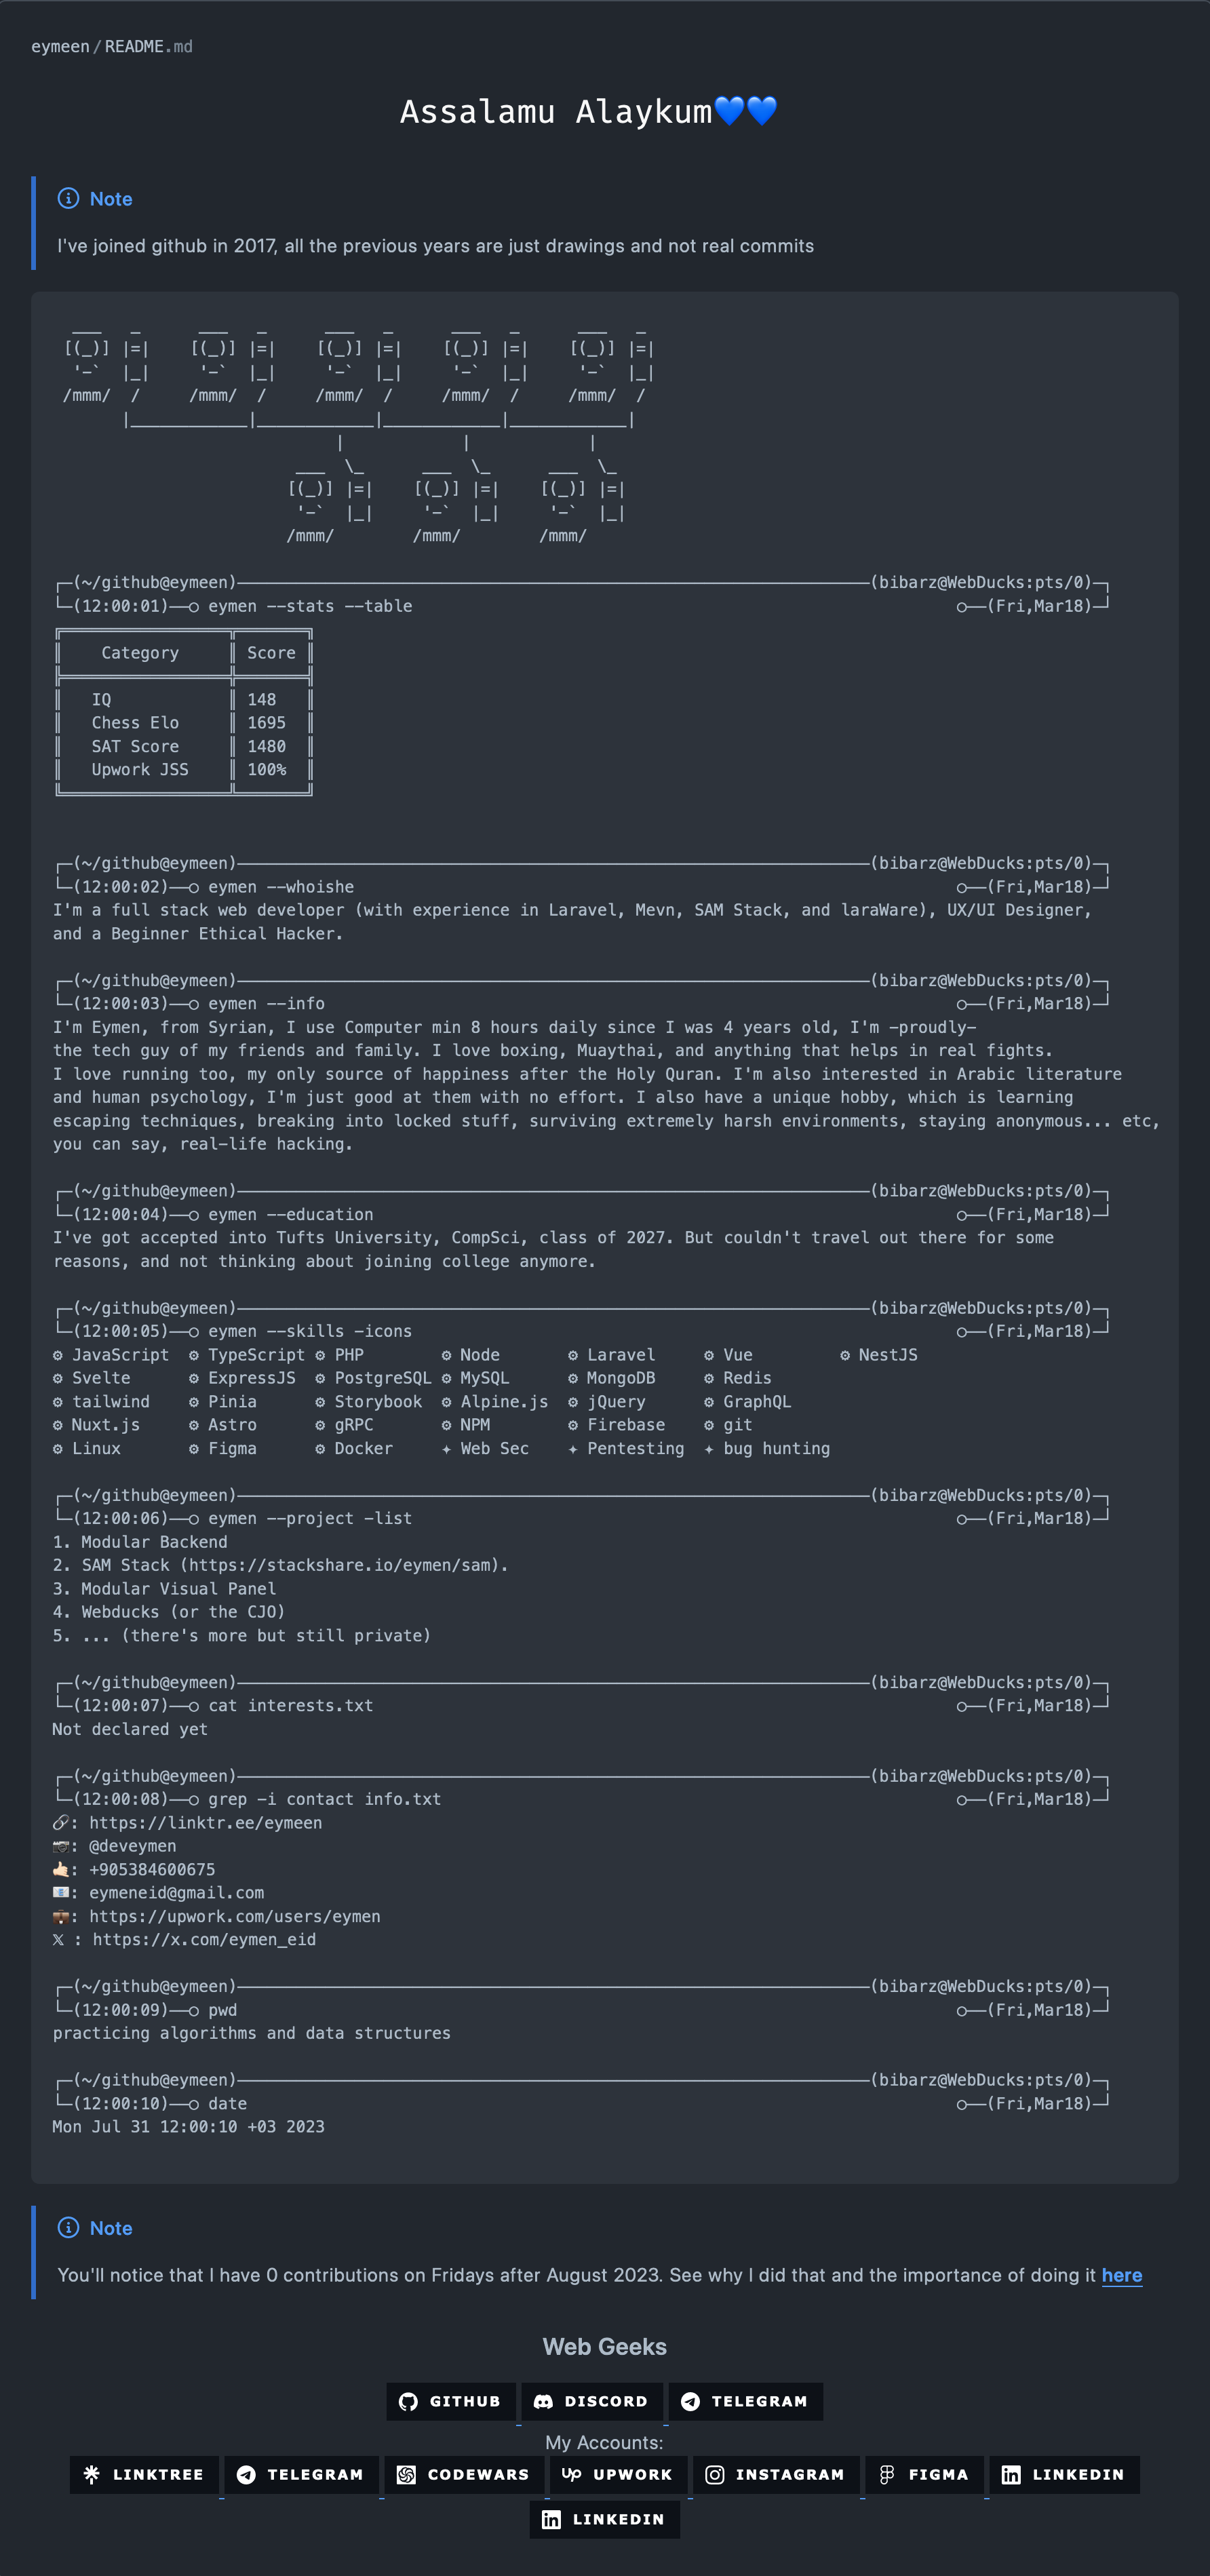 eymeen/README.md
Assalamu Alaykum💙💙
Note
I've joined github in 2017, all the previous years are just drawings and not real commits
  ___   _      ___   _      ___   _      ___   _      ___   _
 [(_)] |=|    [(_)] |=|    [(_)] |=|    [(_)] |=|    [(_)] |=|
  '-`  |_|     '-`  |_|     '-`  |_|     '-`  |_|     '-`  |_|
 /mmm/  /     /mmm/  /     /mmm/  /     /mmm/  /     /mmm/  /
       |____________|____________|____________|____________|
                             |            |            |
                         ___  \_      ___  \_      ___  \_
                        [(_)] |=|    [(_)] |=|    [(_)] |=|
                         '-`  |_|     '-`  |_|     '-`  |_|
                        /mmm/        /mmm/        /mmm/
┌─(~/github@eymeen)─────────────────────────────────────────────────────────────────(bibarz@WebDucks:pts/0)─┐
└─(12:00:01)──○ eymen --stats --table ○──(Fri,Mar18)─┘
╔═════════════════╦═══════╗
║    Category     ║ Score ║
╠═════════════════╬═══════╣
║   IQ            ║ 148   ║
║   Chess Elo     ║ 1695  ║
║   SAT Score     ║ 1480  ║
║   Upwork JSS    ║ 100%  ║
╚═════════════════╩═══════╝
┌─(~/github@eymeen)─────────────────────────────────────────────────────────────────(bibarz@WebDucks:pts/0)─┐
└─(12:00:02)──○ eymen --whoishe ○──(Fri,Mar18)─┘
I'm a full stack web developer (with experience in Laravel, Mevn, SAM Stack, and laraWare), UX/UI Designer,
and a Beginner Ethical Hacker.
┌─(~/github@eymeen)─────────────────────────────────────────────────────────────────(bibarz@WebDucks:pts/0)─┐
└─(12:00:03)──○ eymen --info ○──(Fri,Mar18)─┘
I'm Eymen, from Syrian, I use Computer min 8 hours daily since I was 4 years old, I'm -proudly-
the tech guy of my friends and family. I love boxing, Muaythai, and anything that helps in real fights.
I love running too, my only source of happiness after the Holy Quran. I'm also interested in Arabic literature
and human psychology, I'm just good at them with no effort. I also have a unique hobby, which is learning
escaping techniques, breaking into locked stuff, surviving extremely harsh environments, staying anonymous... etc,
you can say, real-life hacking.
┌─(~/github@eymeen)─────────────────────────────────────────────────────────────────(bibarz@WebDucks:pts/0)─┐
└─(12:00:04)──○ eymen --education ○──(Fri,Mar18)─┘
I've got accepted into Tufts University, CompSci, class of 2027. But couldn't travel out there for some
reasons, and not thinking about joining college anymore.
┌─(~/github@eymeen)─────────────────────────────────────────────────────────────────(bibarz@WebDucks:pts/0)─┐
└─(12:00:05)──○ eymen --skills -icons ○──(Fri,Mar18)─┘
⚙ JavaScript ⚙ TypeScript ⚙ PHP ⚙ Node ⚙ Laravel ⚙ Vue ⚙ NestJS
⚙ Svelte ⚙ ExpressJS ⚙ PostgreSQL ⚙ MySQL ⚙ MongoDB ⚙ Redis
⚙ tailwind ⚙ Pinia ⚙ Storybook ⚙ Alpine.js ⚙ jQuery ⚙ GraphQL
⚙ Nuxt.js ⚙ Astro ⚙ gRPC ⚙ NPM ⚙ Firebase ⚙ git
⚙ Linux ⚙ Figma ⚙ Docker ✦ Web Sec ✦ Pentesting ✦ bug hunting
┌─(~/github@eymeen)─────────────────────────────────────────────────────────────────(bibarz@WebDucks:pts/0)─┐
└─(12:00:06)──○ eymen --project -list ○──(Fri,Mar18)─┘
1. Modular Backend
2. SAM Stack (https://stackshare.io/eymen/sam).
3. Modular Visual Panel
4. Webducks (or the CJO)
5. ... (there's more but still private)
┌─(~/github@eymeen)─────────────────────────────────────────────────────────────────(bibarz@WebDucks:pts/0)─┐
└─(12:00:07)──○ cat interests.txt ○──(Fri,Mar18)─┘
Not declared yet
┌─(~/github@eymeen)─────────────────────────────────────────────────────────────────(bibarz@WebDucks:pts/0)─┐
└─(12:00:08)──○ grep -i contact info.txt ○──(Fri,Mar18)─┘
🔗: https://linktr.ee/eymeen
📷: @deveymen
🤙🏻: +905384600675
📧: eymeneid@gmail.com
💼: https://upwork.com/users/eymen
𝕏 : https://x.com/eymen_eid
┌─(~/github@eymeen)─────────────────────────────────────────────────────────────────(bibarz@WebDucks:pts/0)─┐
└─(12:00:09)──○ pwd ○──(Fri,Mar18)─┘
practicing algorithms and data structures
┌─(~/github@eymeen)─────────────────────────────────────────────────────────────────(bibarz@WebDucks:pts/0)─┐
└─(12:00:10)──○ date ○──(Fri,Mar18)─┘
Mon Jul 31 12:00:10 +03 2023
Note
You'll notice that I have 0 contributions on Fridays after August 2023. See why I did that and the importance of doing it here
Web Geeks
GITHUB DISCORD TELEGRAM
My Accounts:
LINKTREE TELEGRAM CODEWARS UPWORK INSTAGRAM FIGMA LINKEDIN
LINKEDIN